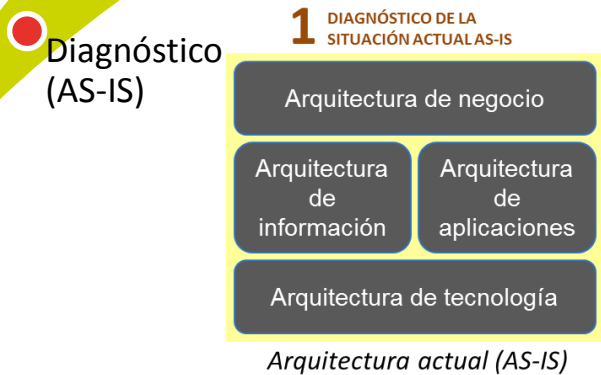 Diagnóstico
(AS-IS)
1
DIAGNÓSTICO DE LA
SITUACIÓN ACTUAL AS-IS
Arquitectura de negocio
Arquitectura
de
información
Arquitectura
de
aplicaciones
Arquitectura de tecnología
Arquitectura actual (AS-IS)